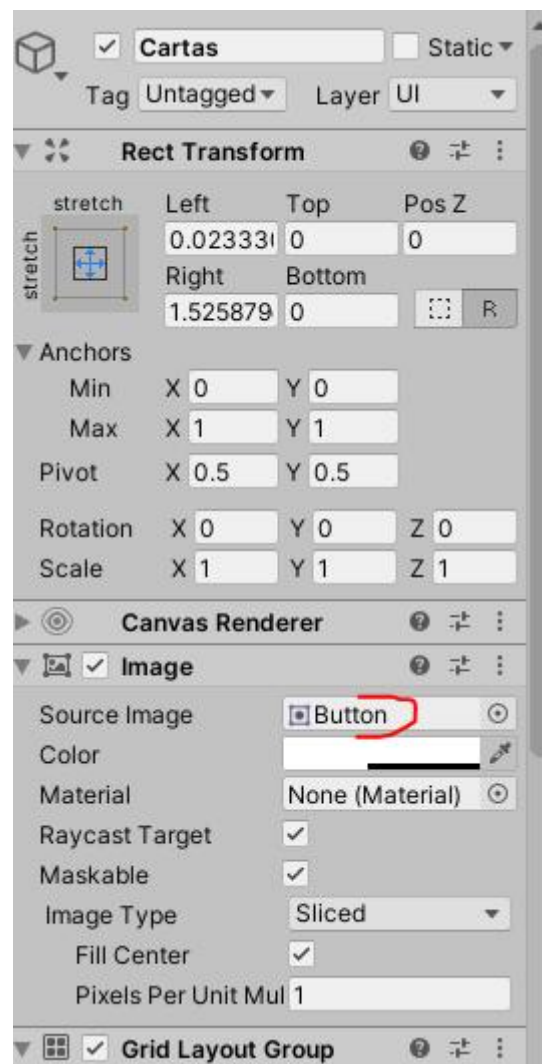 Cartas Static
Tag Untagged Layer UI
Rect Transform
stretch Left Top Pos Z
stretch 0.02333 0 0
Right Bottom
1.525879 0 R
Anchors
Min X 0 Y 0
Max X 1 Y 1
Pivot X 0.5 Y 0.5
Rotation X 0 Y 0 Z 0
Scale X 1 Y 1 Z 1
Canvas Renderer
Image
Source Image Button
Color
Material None (Material)
Raycast Target
Maskable
Image Type Sliced
Fill Center
Pixels Per Unit Mul 1
Grid Layout Group